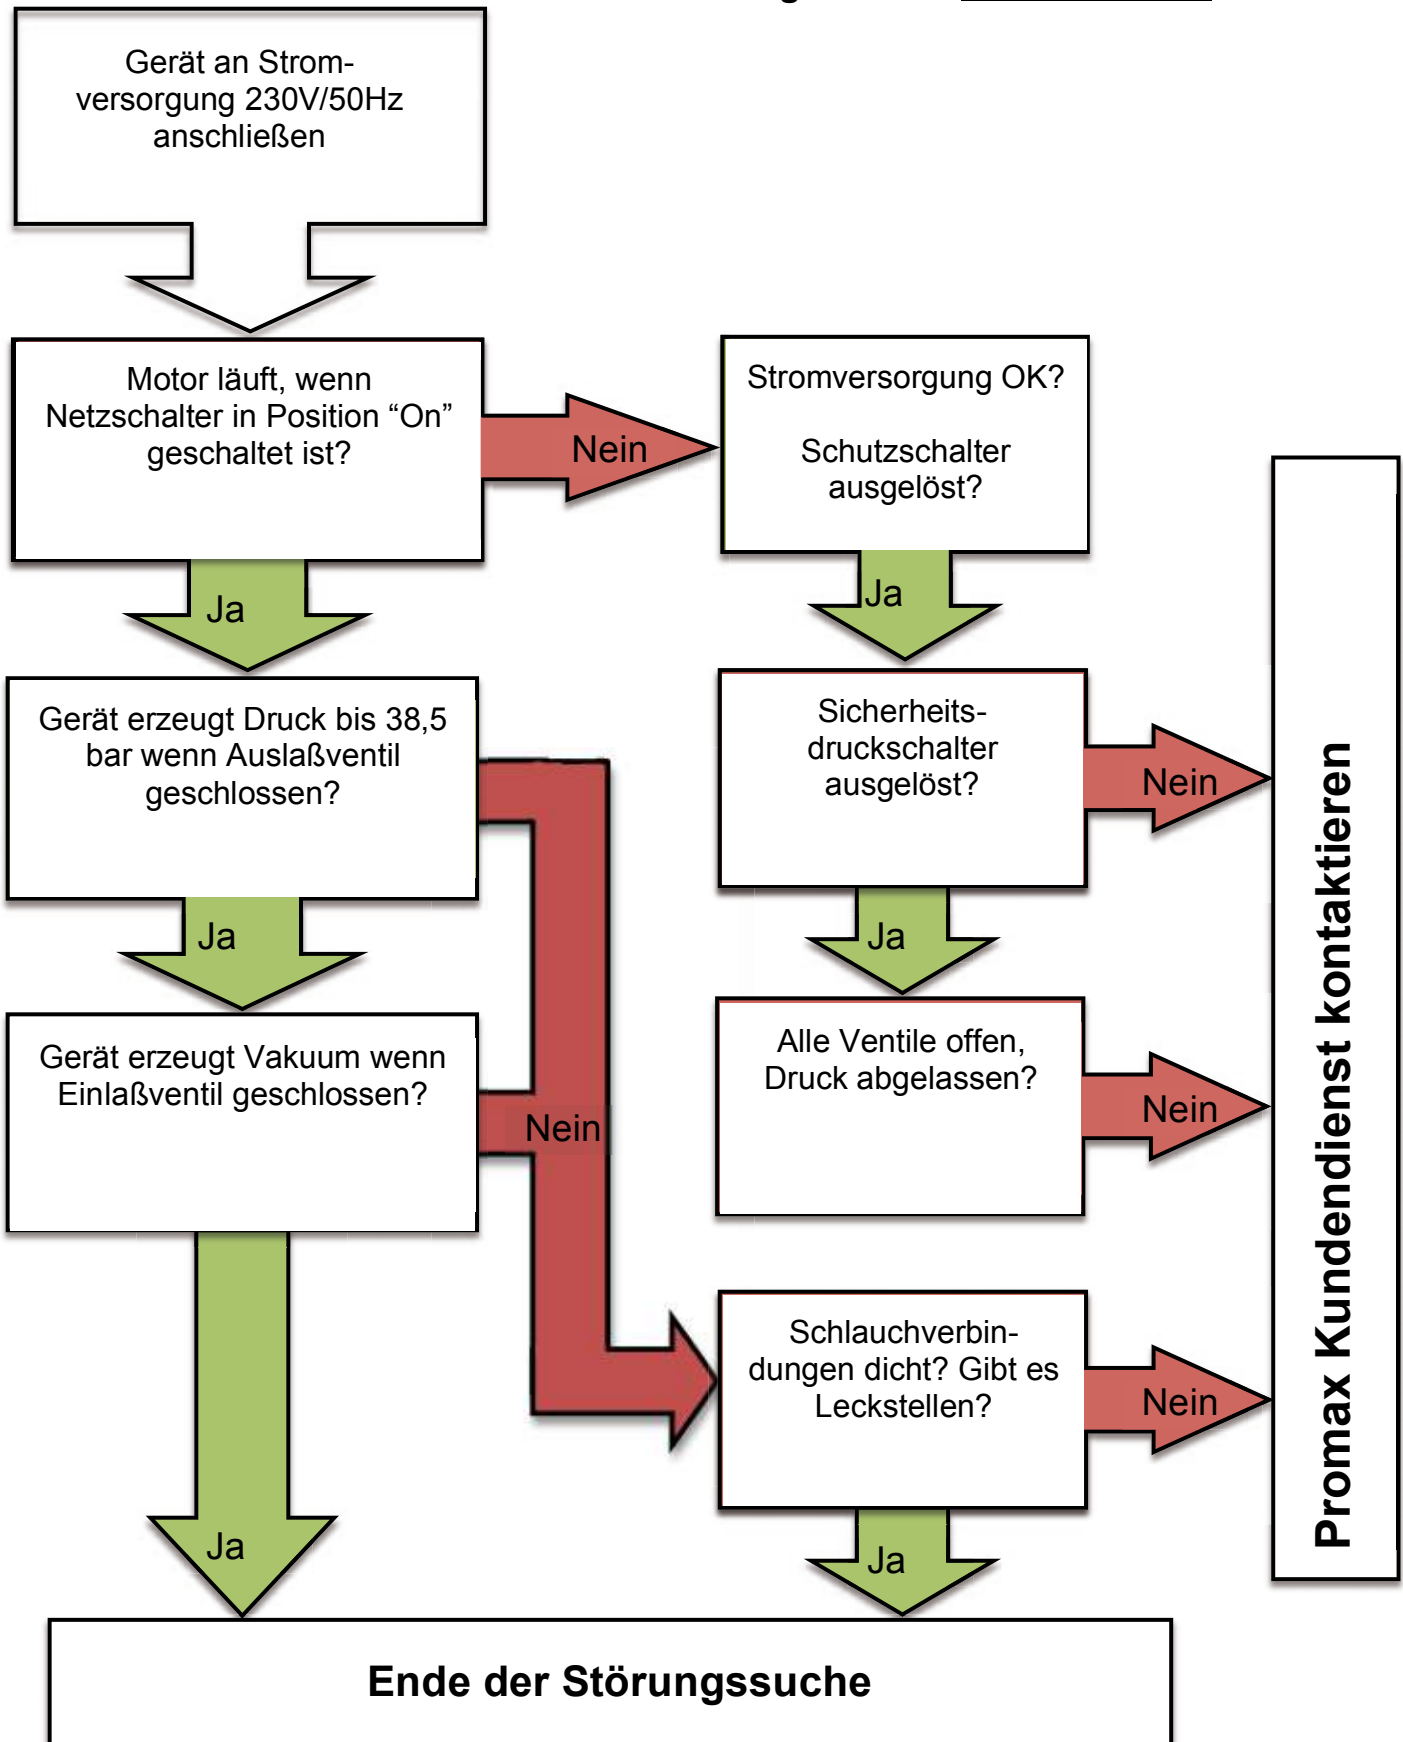 Gerät an Strom-
versorgung 230V/50Hz
anschließen
Motor läuft, wenn
Netzschalter in Position “On”
geschaltet ist?
Nein
Stromversorgung OK?
Schutzschalter
ausgelöst?
Ja
Ja
Gerät erzeugt Druck bis 38,5
bar wenn Auslaßventil
geschlossen?
Sicherheits-
druckschalter
ausgelöst?
Nein
Ja
Ja
Gerät erzeugt Vakuum wenn
Einlaßventil geschlossen?
Nein
Alle Ventile offen,
Druck abgelassen?
Nein
Schlauchverbin-
dungen dicht? Gibt es
Leckstellen?
Nein
Ja
Ja
Promax Kundendienst kontaktieren
Ende der Störungssuche